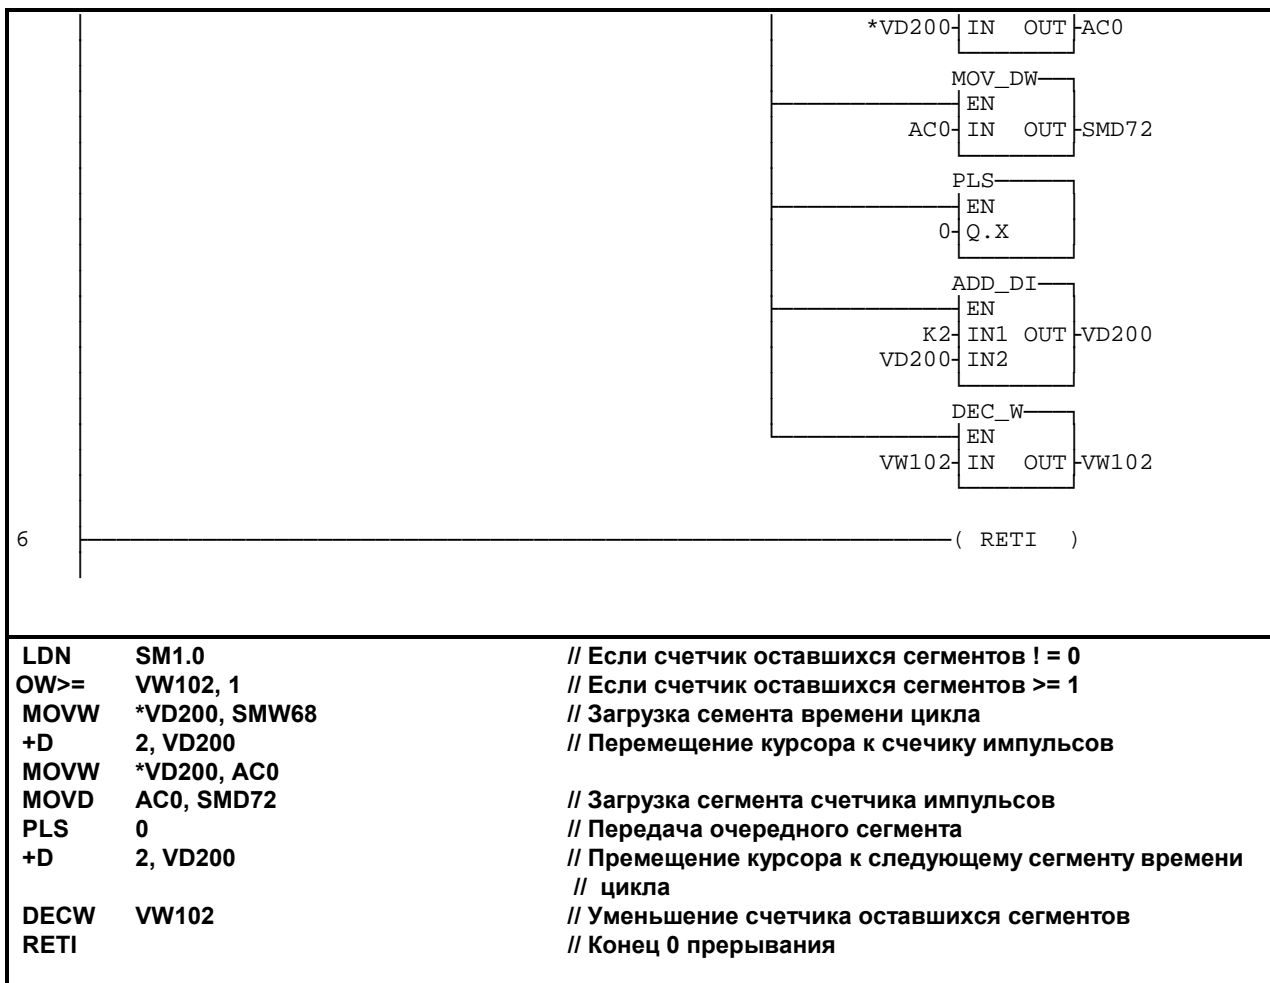 *VD200 IN OUT AC0
MOV_DW
EN
AC0 IN OUT SMD72
PLS
EN
0 Q.X
ADD_DI
EN
K2 IN1 OUT VD200
VD200 IN2
DEC_W
EN
VW102 IN OUT VW102
6 ( RETI )
LDN SM1.0 // Если счетчик оставшихся сегментов ! = 0
OW>= VW102, 1 // Если счетчик оставшихся сегментов >= 1
MOVW *VD200, SMW68 // Загрузка семента времени цикла
+D 2, VD200 // Перемещение курсора к счечику импульсов
MOVW *VD200, AC0
MOVD AC0, SMD72 // Загрузка сегмента счетчика импульсов
PLS 0 // Передача очередного сегмента
+D 2, VD200 // Премещение курсора к следующему сегменту времени
// цикла
DECW VW102 // Уменьшение счетчика оставшихся сегментов
RETI // Конец 0 прерывания